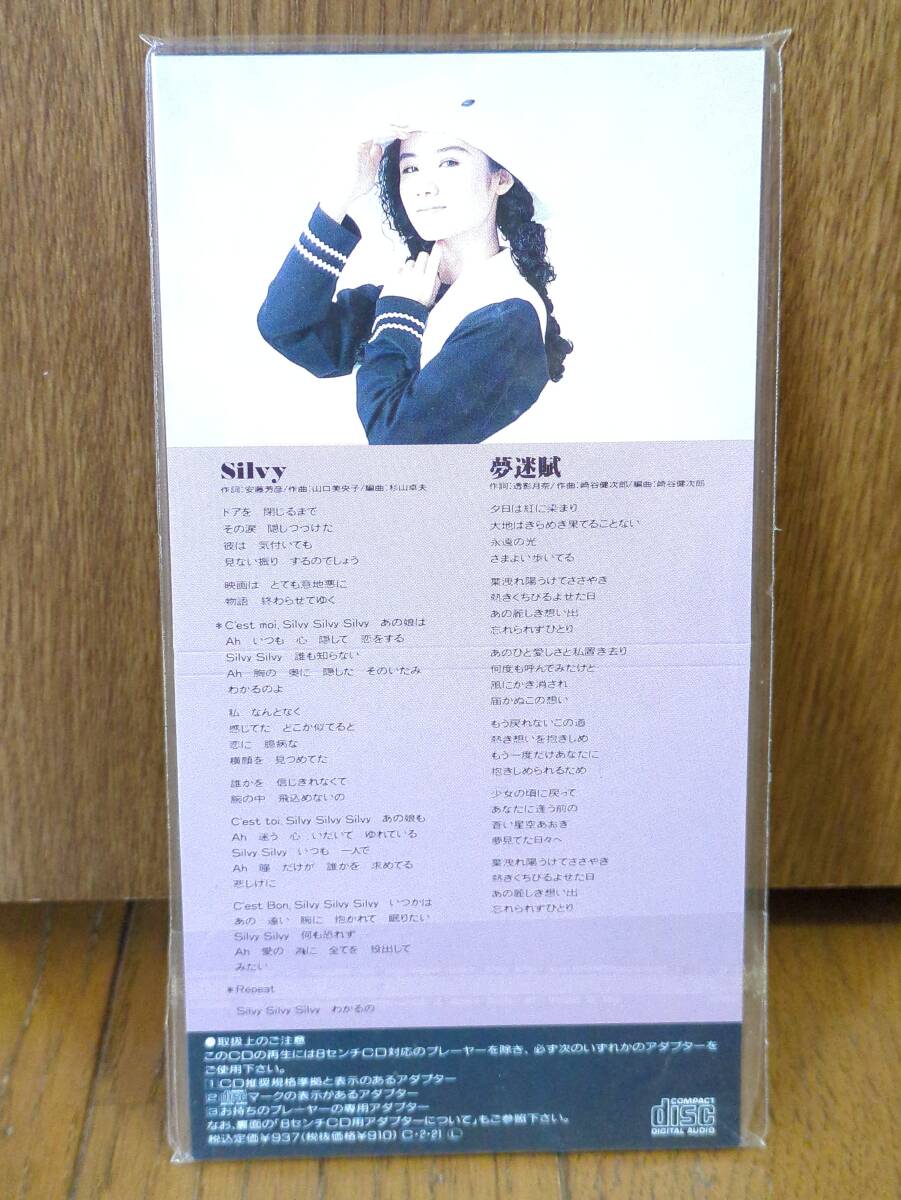 Silvy
作詞:安藤芳彦/作曲:山口美央子/編曲:杉山卓夫
ドアを 閉じるまで
その涙 隠しつづけた
彼は 気付いても
見ない振り するのでしょう
映画は とても意地悪に
物語 終わらせてゆく
*C'est moi, Silvy Silvy Silvy あの娘は
Ah いつも 心 隠して 恋をする
Silvy Silvy 誰も知らない
Ah 胸の 奥に 隠した そのいたみ
わかるのよ
私 なんとなく
感じてた どこか似てると
恋に 臆病な
横顔を 見つめてた
誰かを 信じきれなくて
腕の中 飛込めないの
C'est toi, Silvy Silvy Silvy あの娘も
Ah 迷う 心 いだいて ゆれている
Silvy Silvy いつも 一人で
Ah 瞳 だけが 誰かを 求めてる
悲しげに
C'est Bon, Silvy Silvy Silvy いつかは
あの 遠い 腕に 抱かれて 眠りたい
Silvy Silvy 何も恐れず
Ah 愛の 為に 全てを 投出して
みたい
*Repeat
Silvy Silvy Silvy わかるの
夢迷賦
作詞:透影月奈/作曲:崎谷健次郎/編曲:崎谷健次郎
夕日は紅に染まり
大地はきらめき果てることない
永遠の光
さまよい歩いてる
葉洩れ陽うけてささやき
熱きくちびるよせた日
あの麗しき想い出
忘れられずひとり
あのひと愛しさと私置き去り
何度も呼んでみたけど
風にかき消され
届かぬこの想い
もう戻れないこの道
熱き想いを抱きしめ
もう一度だけあなたに
抱きしめられるため
少女の頃に戻って
あなたに逢う前の
蒼い星空あおぎ
夢見てた日々へ
葉洩れ陽うけてささやき
熱きくちびるよせた日
あの麗しき想い出
忘れられずひとり
●取扱上のご注意
このCDの再生には8センチCD対応のプレーヤーを除き、必ず次のいずれかのアダプターを
ご使用下さい。
1 CD推奨規格準拠と表示のあるアダプター
2 disc マークの表示があるアダプター
3 お持ちのプレーヤーの専用アダプター
なお、裏面の「8センチCD用アダプターについて」もご参照下さい。
税込定価¥937(税抜価格¥910) C・2・21 Ⓛ
COMPACT
disc
DIGITAL AUDIO